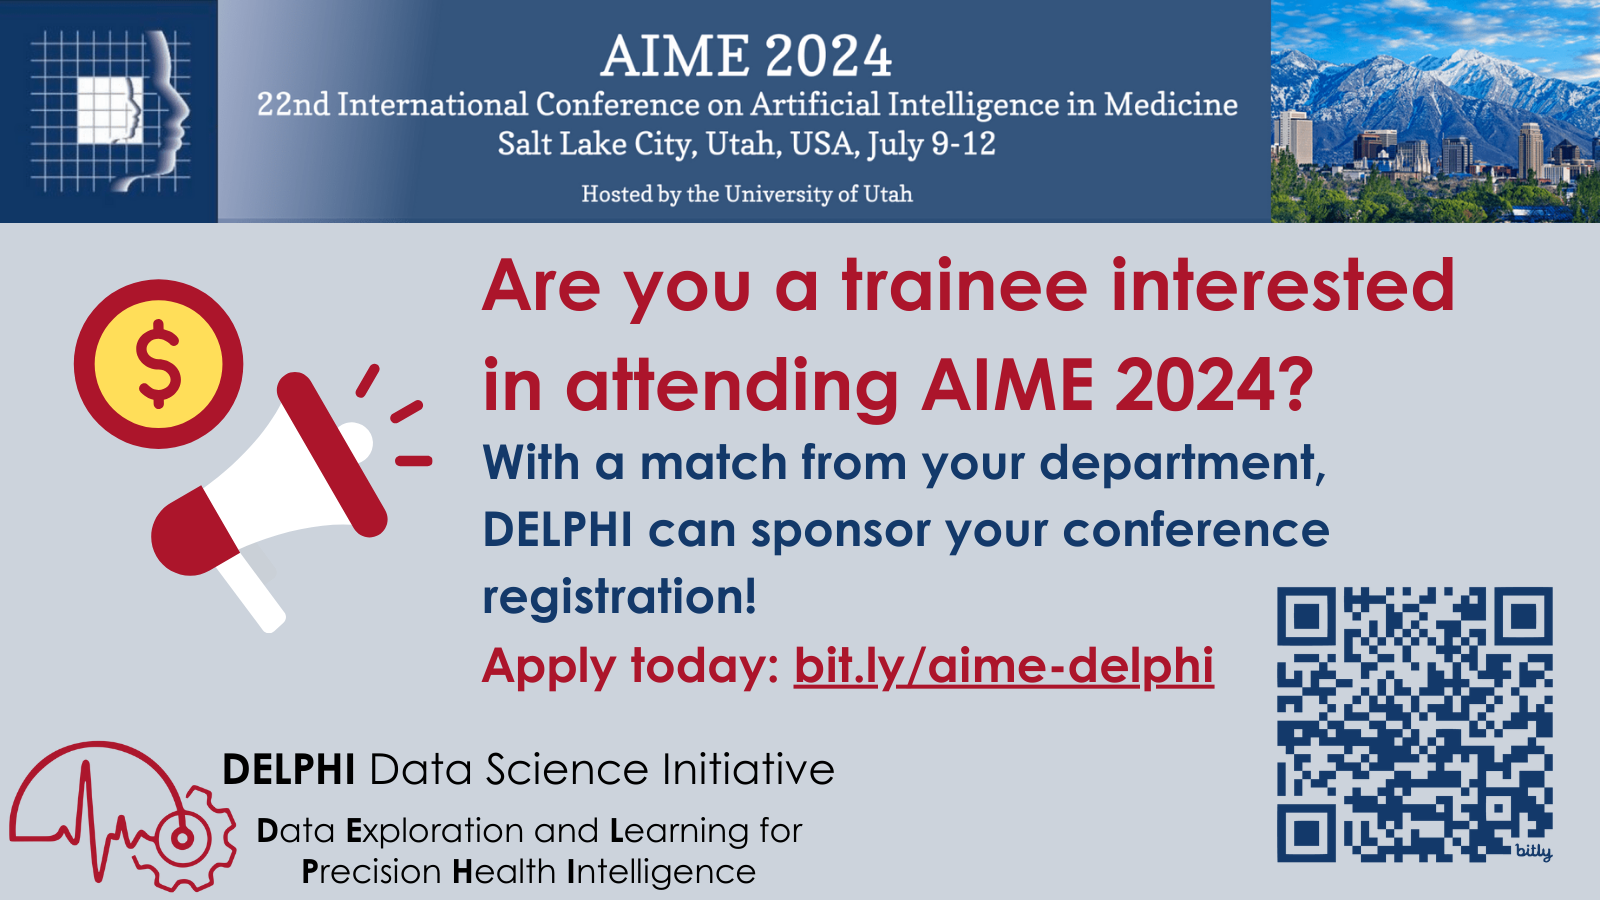 AIME 2024
22nd International Conference on Artificial Intelligence in Medicine
Salt Lake City, Utah, USA, July 9-12
Hosted by the University of Utah
$
Are you a trainee interested
in attending AIME 2024?
With a match from your department,
DELPHI can sponsor your conference
registration!
Apply today: bit.ly/aime-delphi
bitly
DELPHI Data Science Initiative
Data Exploration and Learning for
Precision Health Intelligence